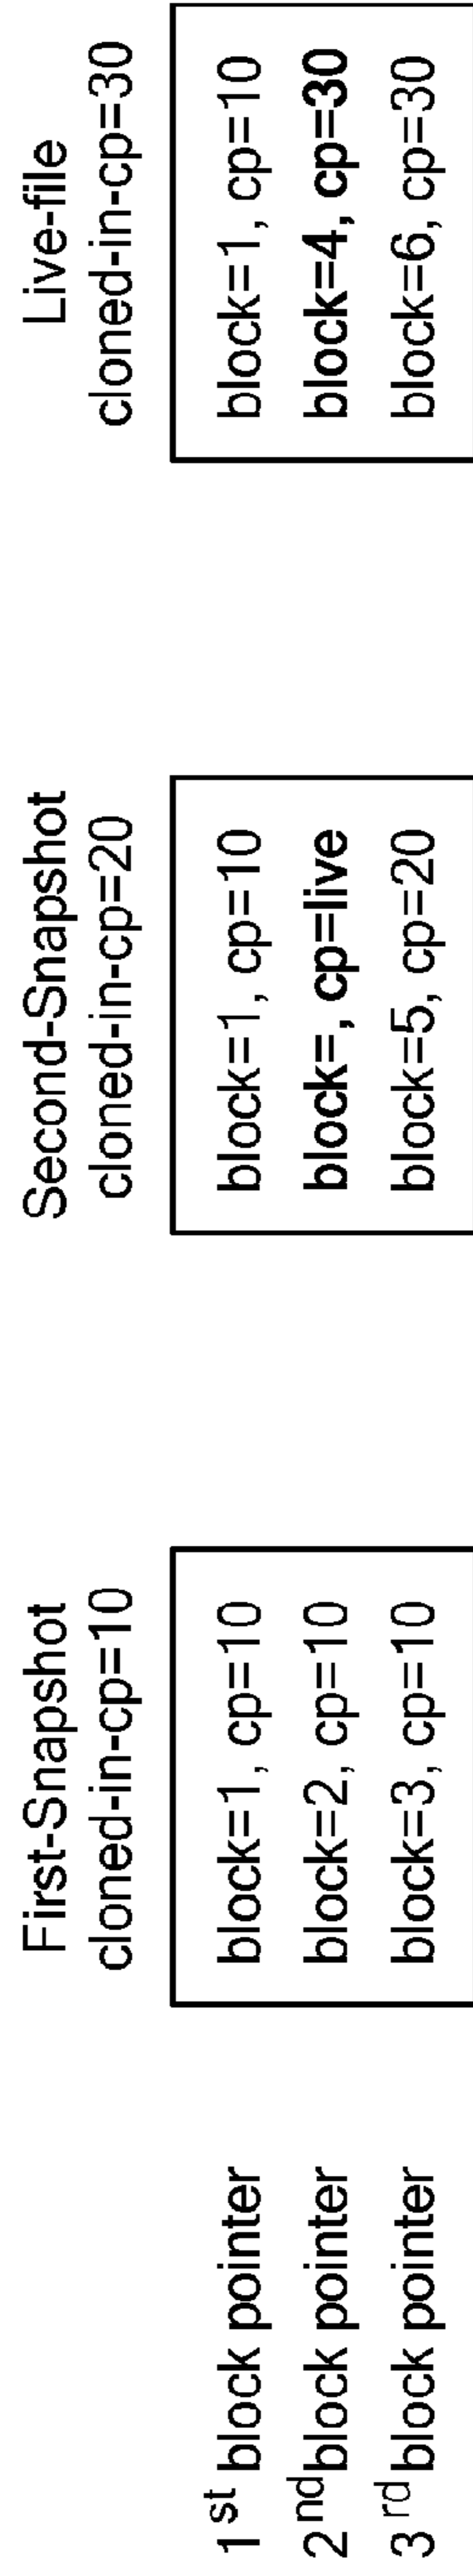 First-Snapshot Second-Snapshot Live-file
cloned-in-cp=10 cloned-in-cp=20 cloned-in-cp=30
1st block pointer block=1, cp=10 block=1, cp=10 block=1, cp=10
2nd block pointer block=2, cp=10 block=, cp=live block=4, cp=30
3rd block pointer block=3, cp=10 block=5, cp=20 block=6, cp=30